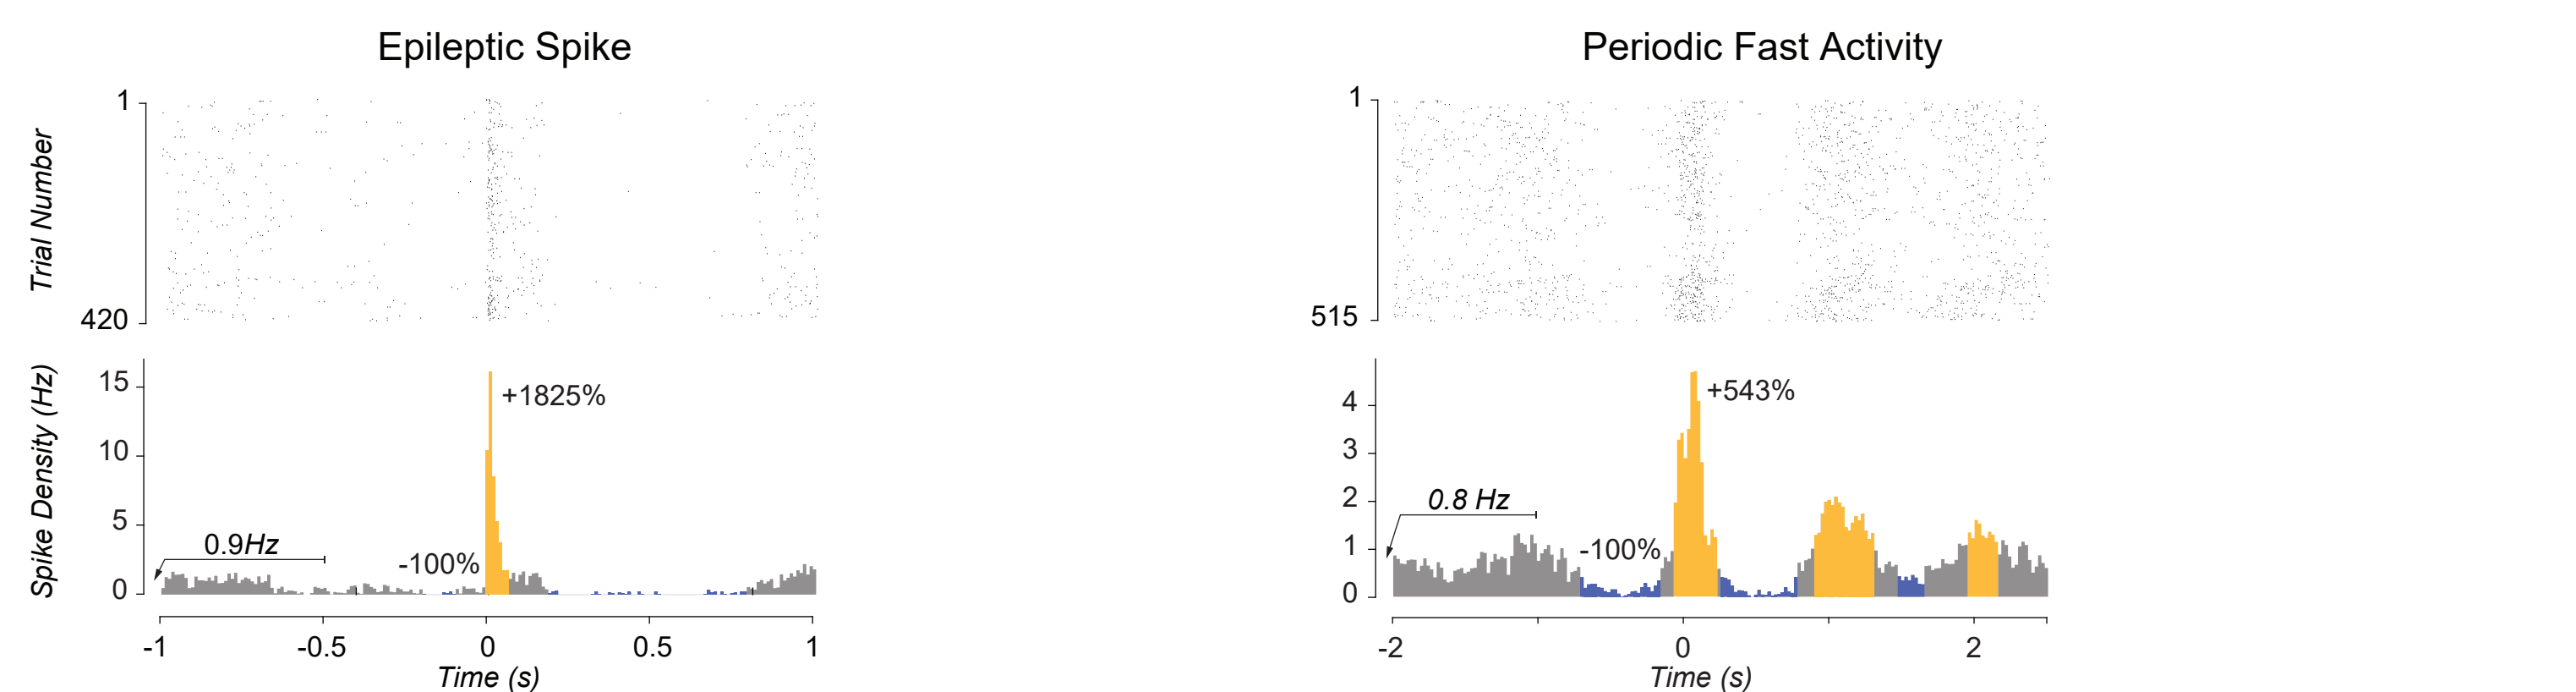 Epileptic Spike
Trial Number
1
420
Spike Density (Hz)
15
10
5
0
0.9Hz
-100%
+1825%
-1 -0.5 0 0.5 1
Time (s)
Periodic Fast Activity
1
515
4
3
2
1
0
0.8 Hz
-100%
+543%
-2 0 2
Time (s)